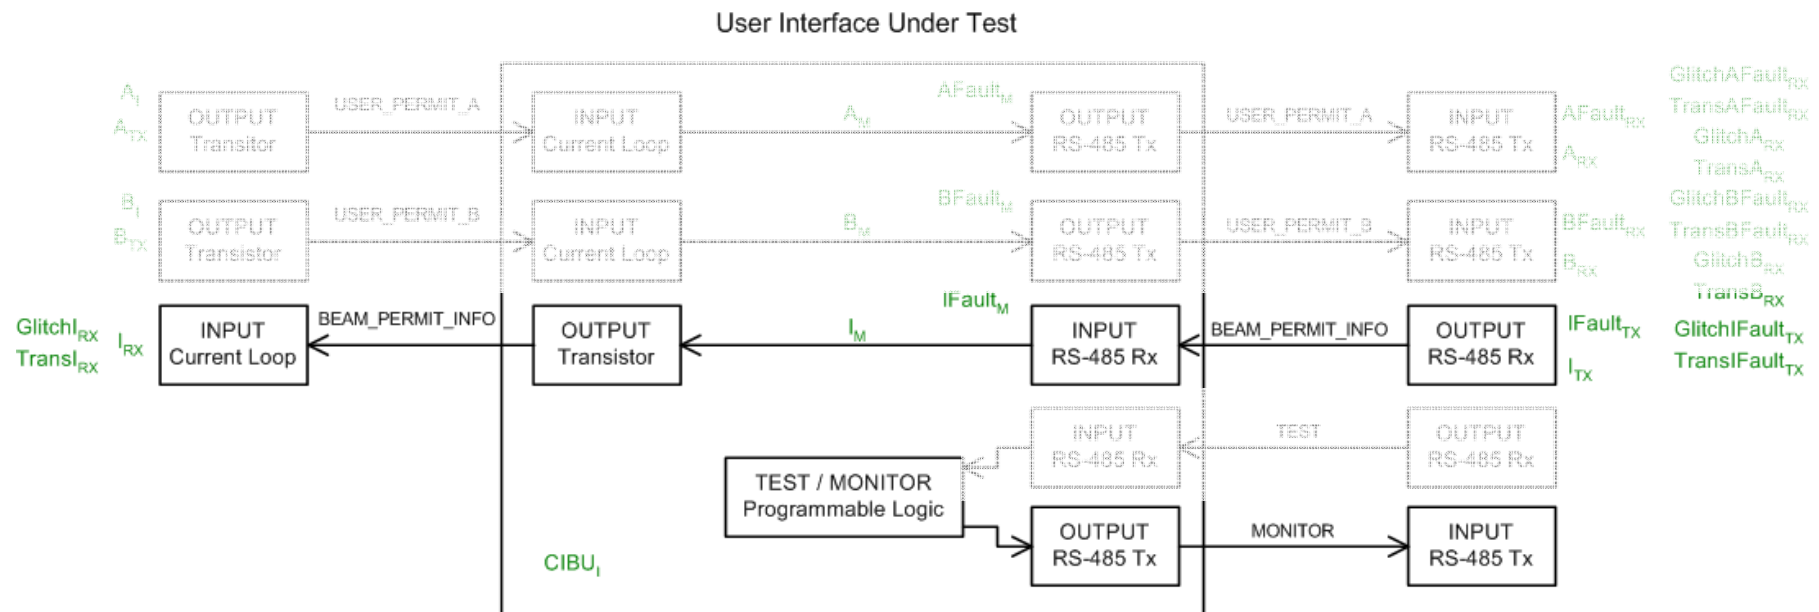 User Interface Under Test
A_I
A_TX
OUTPUT
Transitor
USER_PERMIT_A
INPUT
Current Loop
A_M
AFault_M
OUTPUT
RS-485 Tx
USER_PERMIT_A
INPUT
RS-485 Tx
AFault_RX
A_RX
GlitchAFault_RX
TransAFault_RX
GlitchA_RX
TransA_RX
B_I
B_TX
OUTPUT
Transistor
USER_PERMIT_B
INPUT
Current Loop
B_M
BFault_M
OUTPUT
RS-485 Tx
USER_PERMIT_B
INPUT
RS-485 Tx
BFault_RX
B_RX
GlitchBFault_RX
TransBFault_RX
GlitchB_RX
TransB_RX
GlitchI_RX
TransI_RX
I_RX
INPUT
Current Loop
BEAM_PERMIT_INFO
OUTPUT
Transistor
I_M
IFault_M
INPUT
RS-485 Rx
BEAM_PERMIT_INFO
OUTPUT
RS-485 Rx
IFault_TX
I_TX
GlitchIFault_TX
TransIFault_TX
INPUT
RS-485 Rx
TEST
OUTPUT
RS-485 Rx
TEST / MONITOR
Programmable Logic
OUTPUT
RS-485 Tx
MONITOR
INPUT
RS-485 Tx
CIBU_I